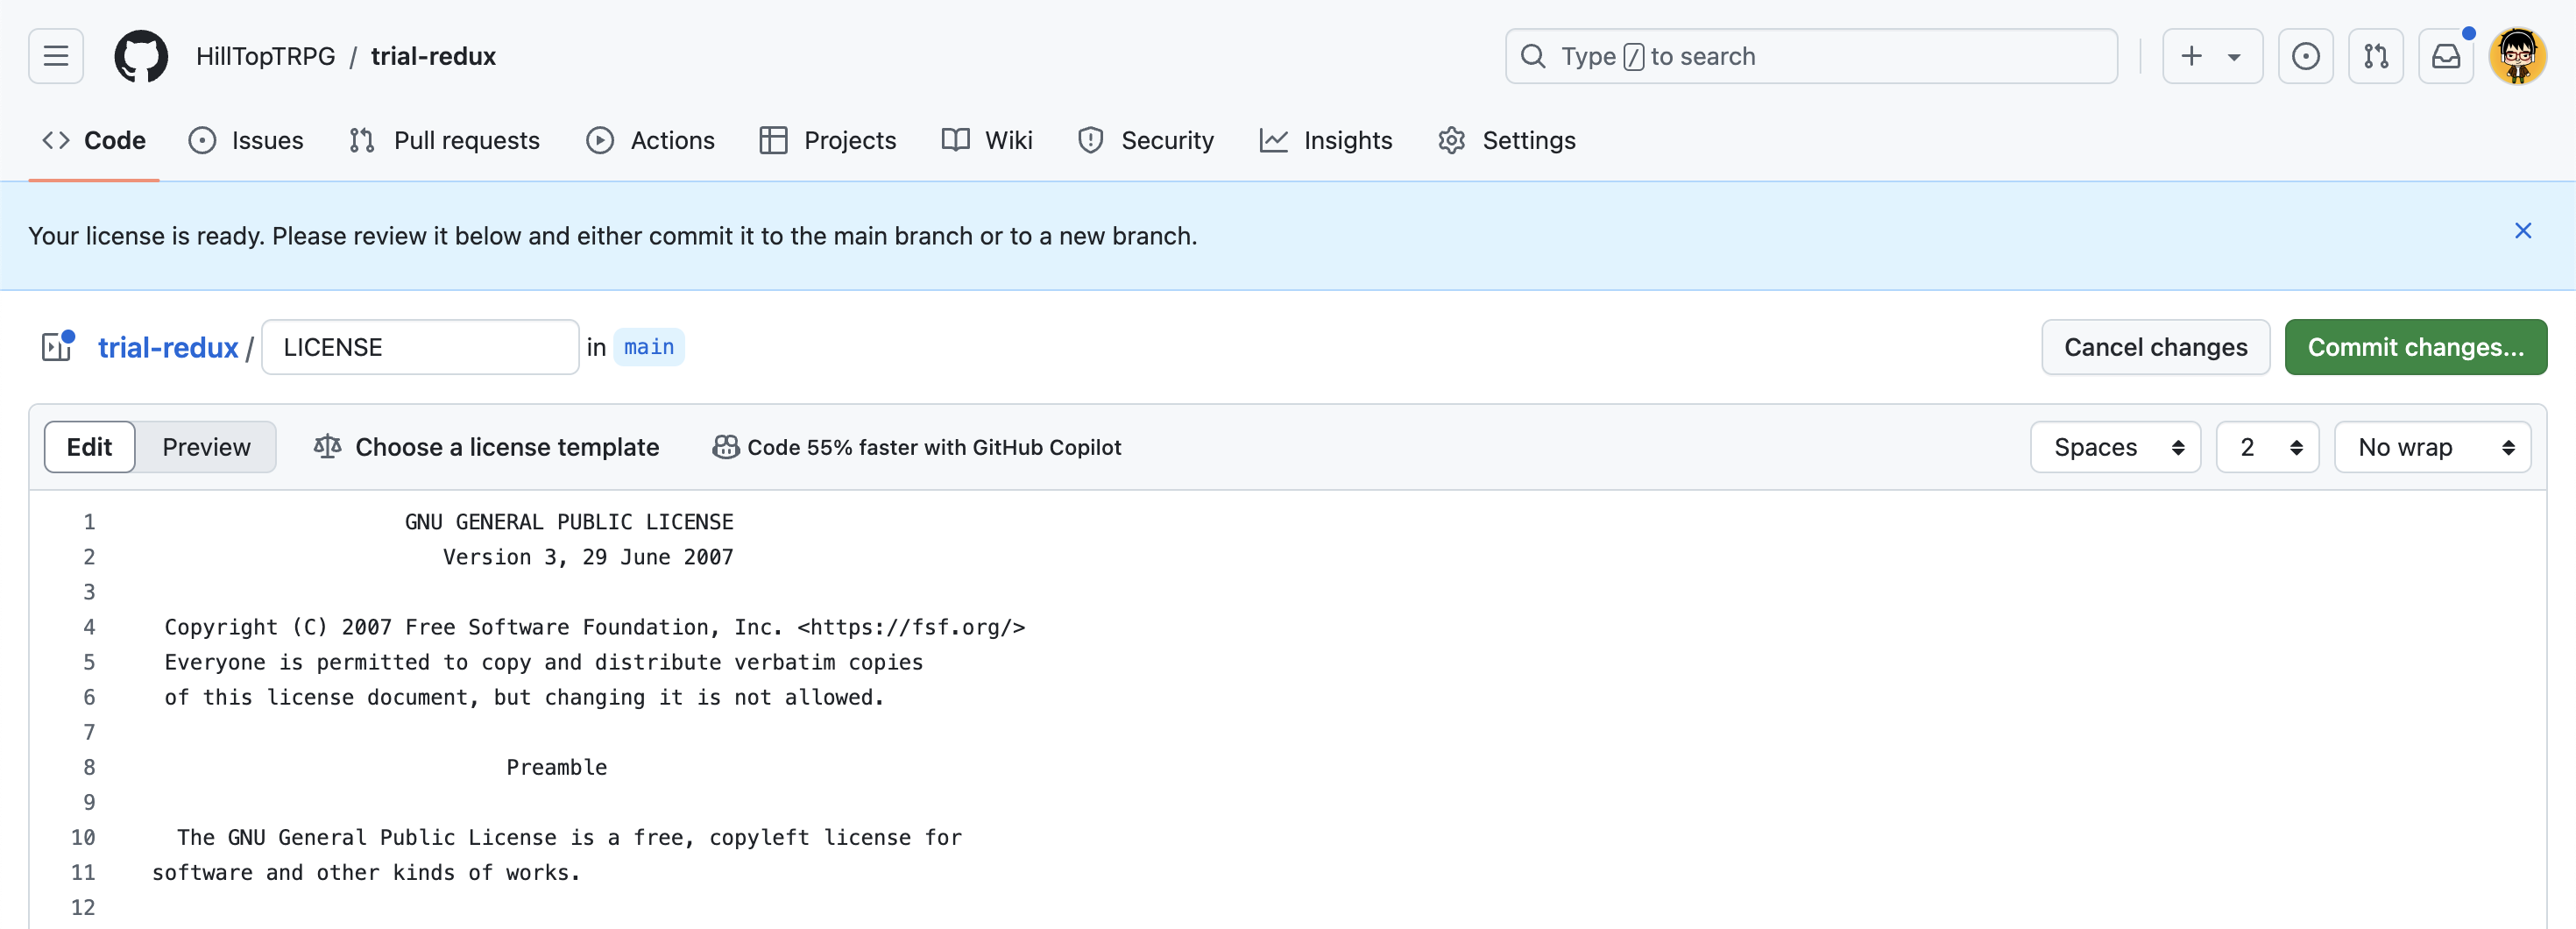 HillTopTRPG / trial-redux
Type / to search
Code Issues Pull requests Actions Projects Wiki Security Insights Settings
Your license is ready. Please review it below and either commit it to the main branch or to a new branch.
trial-redux / LICENSE in main
Cancel changes Commit changes...
Edit Preview Choose a license template Code 55% faster with GitHub Copilot Spaces 2 No wrap
1 GNU GENERAL PUBLIC LICENSE
2 Version 3, 29 June 2007
3
4 Copyright (C) 2007 Free Software Foundation, Inc. <https://fsf.org/>
5 Everyone is permitted to copy and distribute verbatim copies
6 of this license document, but changing it is not allowed.
7
8 Preamble
9
10 The GNU General Public License is a free, copyleft license for
11 software and other kinds of works.
12